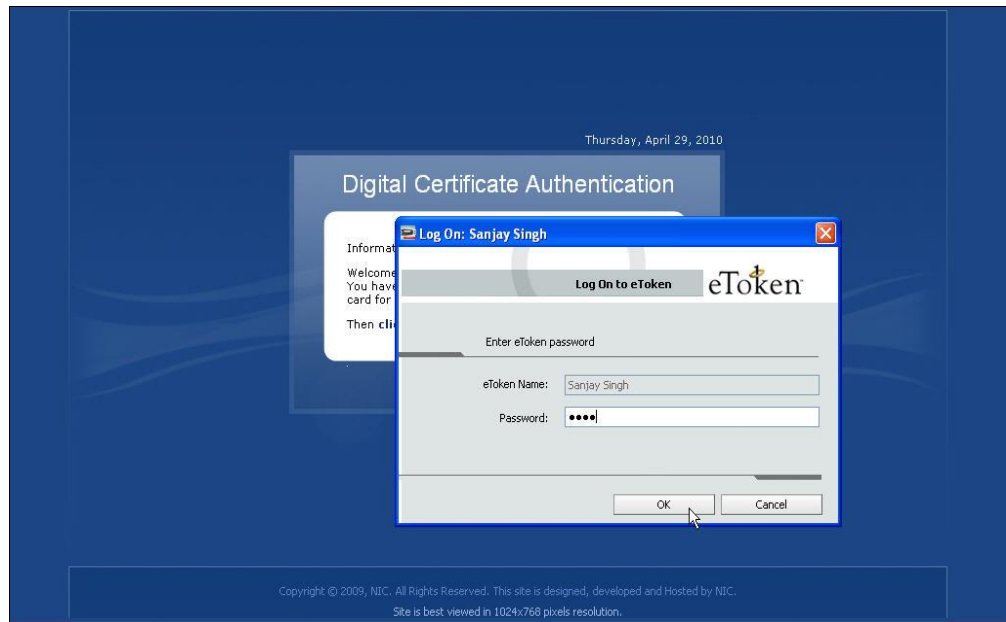 Thursday, April 29, 2010
Digital Certificate Authentication
Log On: Sanjay Singh
Informat
Welcome
You have
card for
Then cli
Log On to eToken
eToken
Enter eToken password
eToken Name:
Sanjay Singh
Password:
••••
OK
Cancel
Copyright © 2009, NIC. All Rights Reserved. This site is designed, developed and Hosted by NIC.
Site is best viewed in 1024x768 pixels resolution.